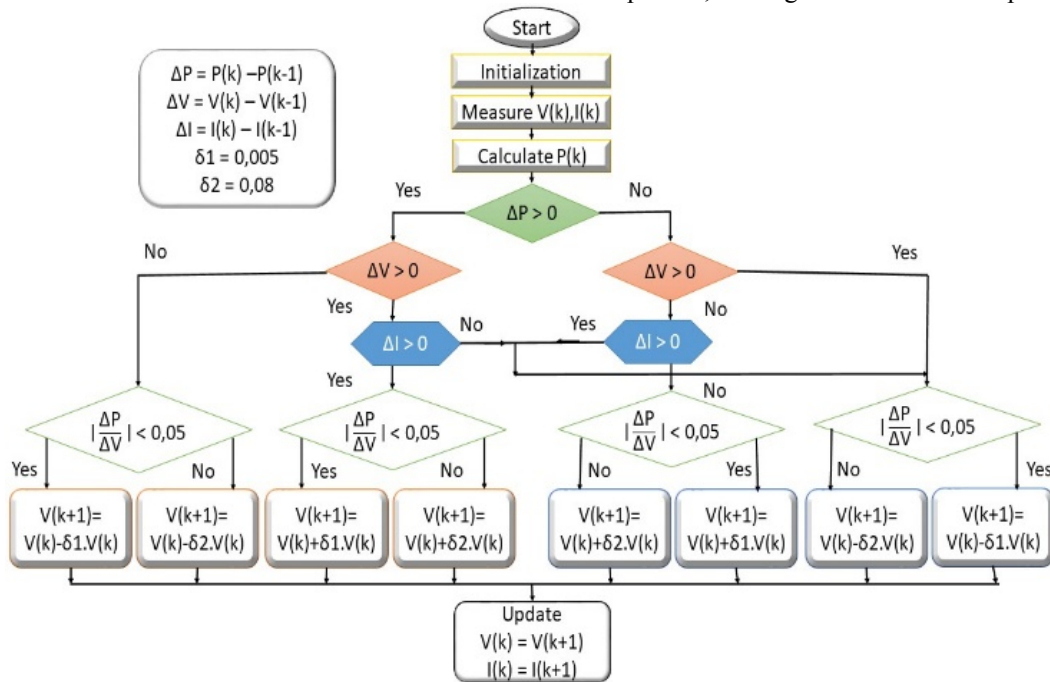 Start
ΔP = P(k) –P(k-1)
ΔV = V(k) – V(k-1)
ΔI = I(k) – I(k-1)
δ1 = 0,005
δ2 = 0,08
Initialization
Measure V(k),I(k)
Calculate P(k)
Yes
No
ΔP > 0
No
ΔV > 0
ΔV > 0
Yes
Yes
No
ΔI > 0
No
Yes
ΔI > 0
Yes
No
|ΔP/ΔV| < 0,05
|ΔP/ΔV| < 0,05
|ΔP/ΔV| < 0,05
|ΔP/ΔV| < 0,05
Yes
No
Yes
No
No
Yes
No
Yes
V(k+1)=
V(k)-δ1.V(k)
V(k+1)=
V(k)-δ2.V(k)
V(k+1)=
V(k)+δ1.V(k)
V(k+1)=
V(k)+δ2.V(k)
V(k+1)=
V(k)+δ2.V(k)
V(k+1)=
V(k)+δ1.V(k)
V(k+1)=
V(k)-δ2.V(k)
V(k+1)=
V(k)-δ1.V(k)
Update
V(k) = V(k+1)
I(k) = I(k+1)